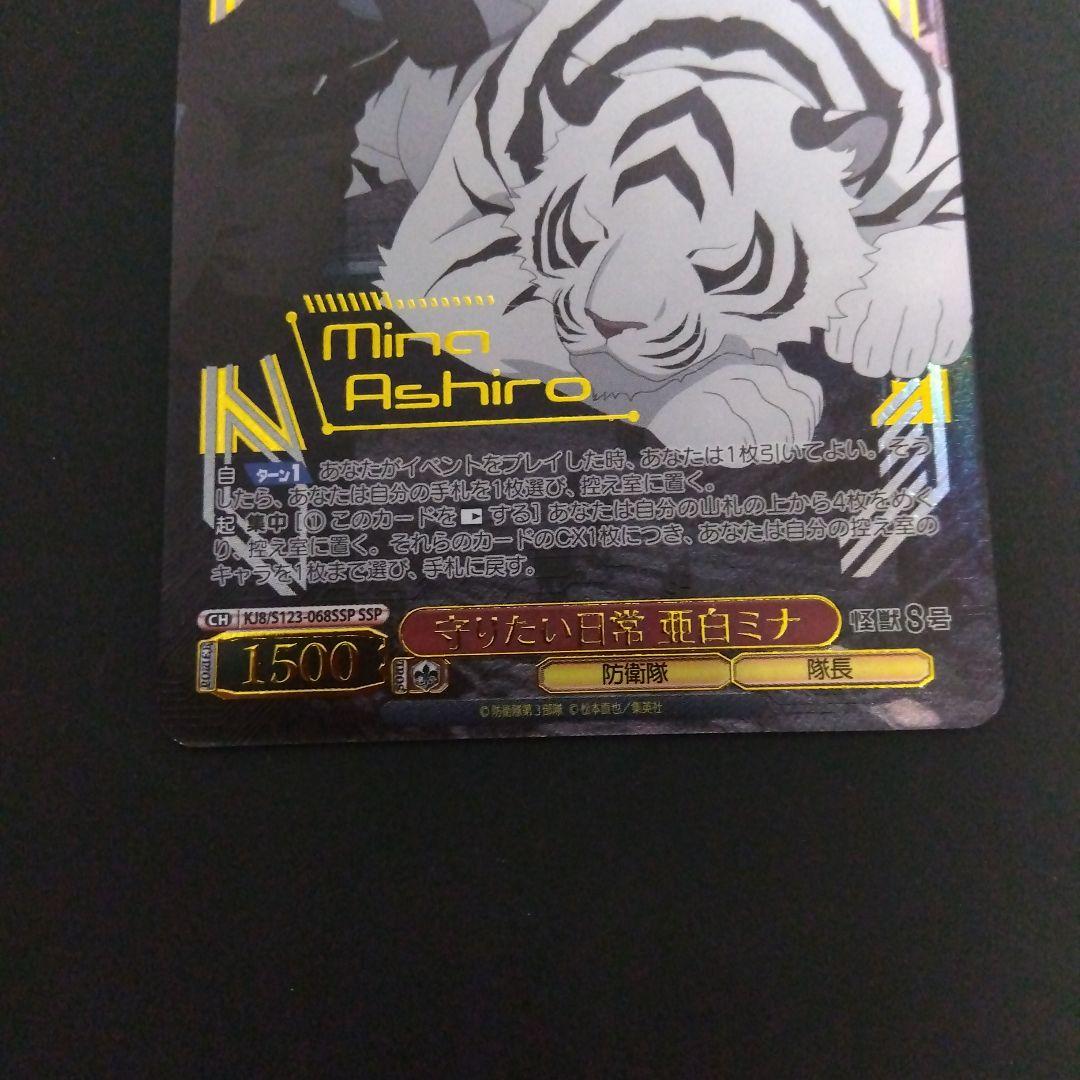 Mina
Ashiro
自 ターン1 あなたがイベントをプレイした時、あなたは1枚引いてよい。そう
したら、あなたは自分の手札を1枚選び、控え室に置く。
起 集中 [① このカードを する] あなたは自分の山札の上から4枚をめく
り、控え室に置く。それらのカードのCX1枚につき、あなたは自分の控え室の
キャラを1枚まで選び、手札に戻す。
CH KJ8/S123-068SSP SSP
守りたい日常 亜白ミナ
怪獣8号
POWER 1500
SOUL
防衛隊
隊長
©防衛隊第3部隊 ©松本直也/集英社